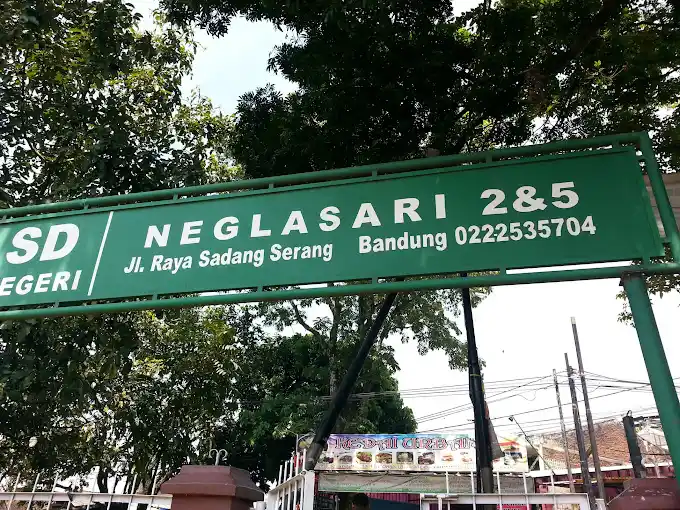 SD
EGERI
NEGLASARI 2&5
Jl. Raya Sadang Serang Bandung 0222535704